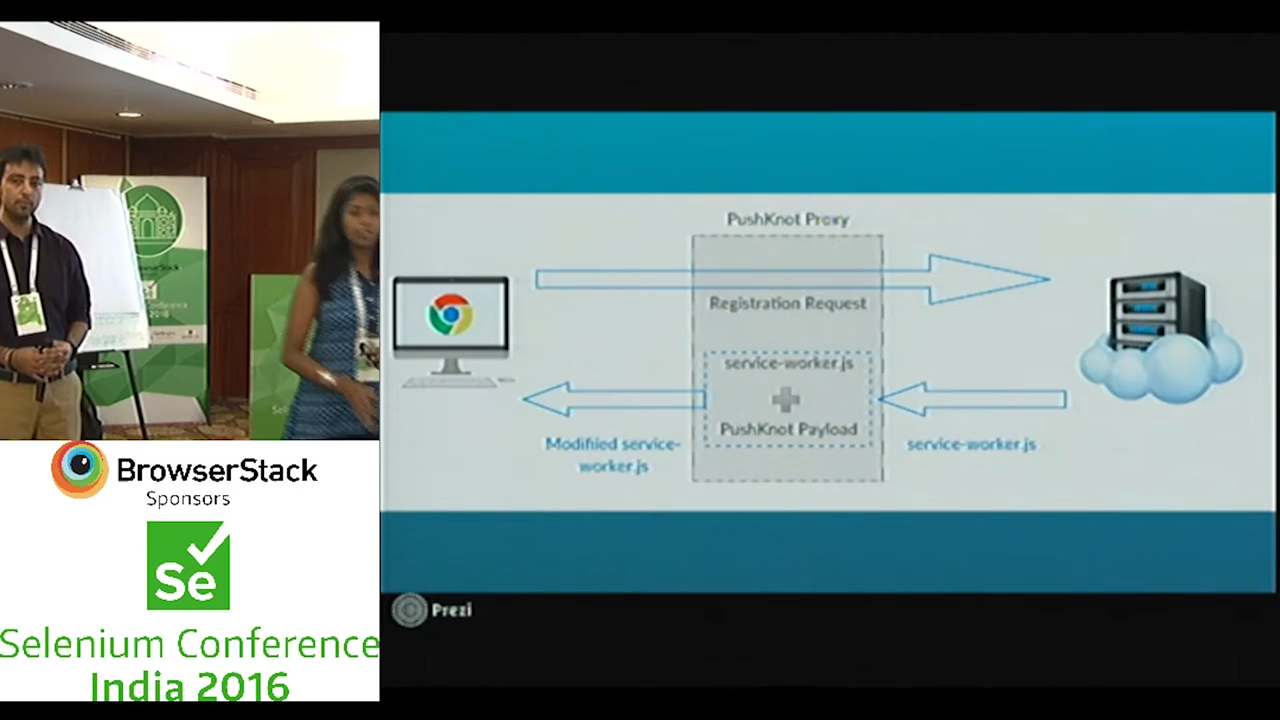 PushKnot Proxy
Registration Request
service-worker.js
PushKnot Payload
Modified service-
worker.js
service-worker.js
Prezi
BrowserStack
Sponsors
Se
Selenium Conference
India 2016